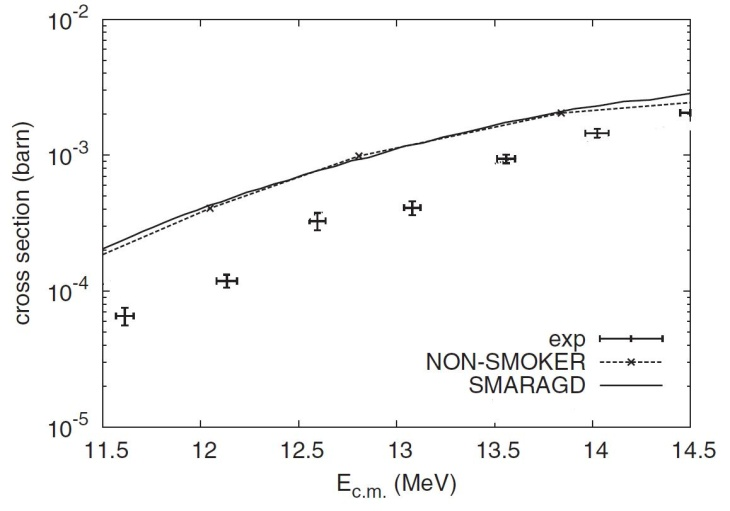 10-2
10-3
10-4
10-5
cross section (barn)
exp
NON-SMOKER
SMARAGD
11.5 12 12.5 13 13.5 14 14.5
Ec.m. (MeV)